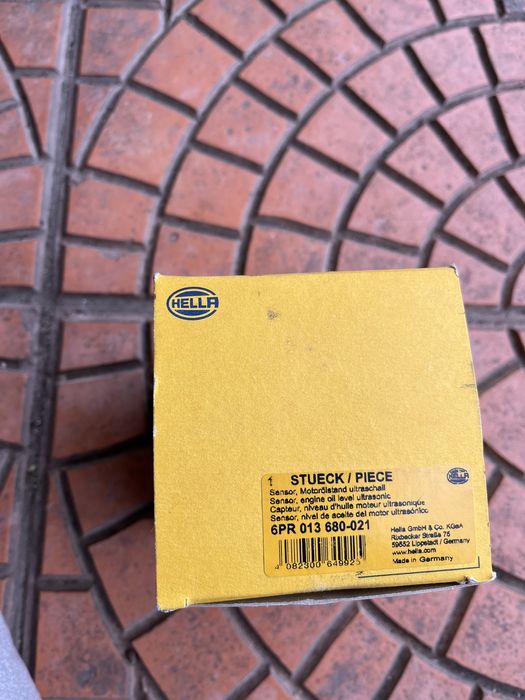 HELLA
1 STUECK / PIECE
Sensor, Motorölstand ultraschall
Sensor, engine oil level ultrasonic
Capteur, niveau d'huile moteur ultrasonique
Sensor, nivel de aceite del motor ultrasónico
6PR 013 680-021
HELLA
Hella GmbH & Co. KGaA
Rixbecker Straße 75
59552 Lippstadt / Germany
www.hella.com
Made in Germany
4 082300 649925